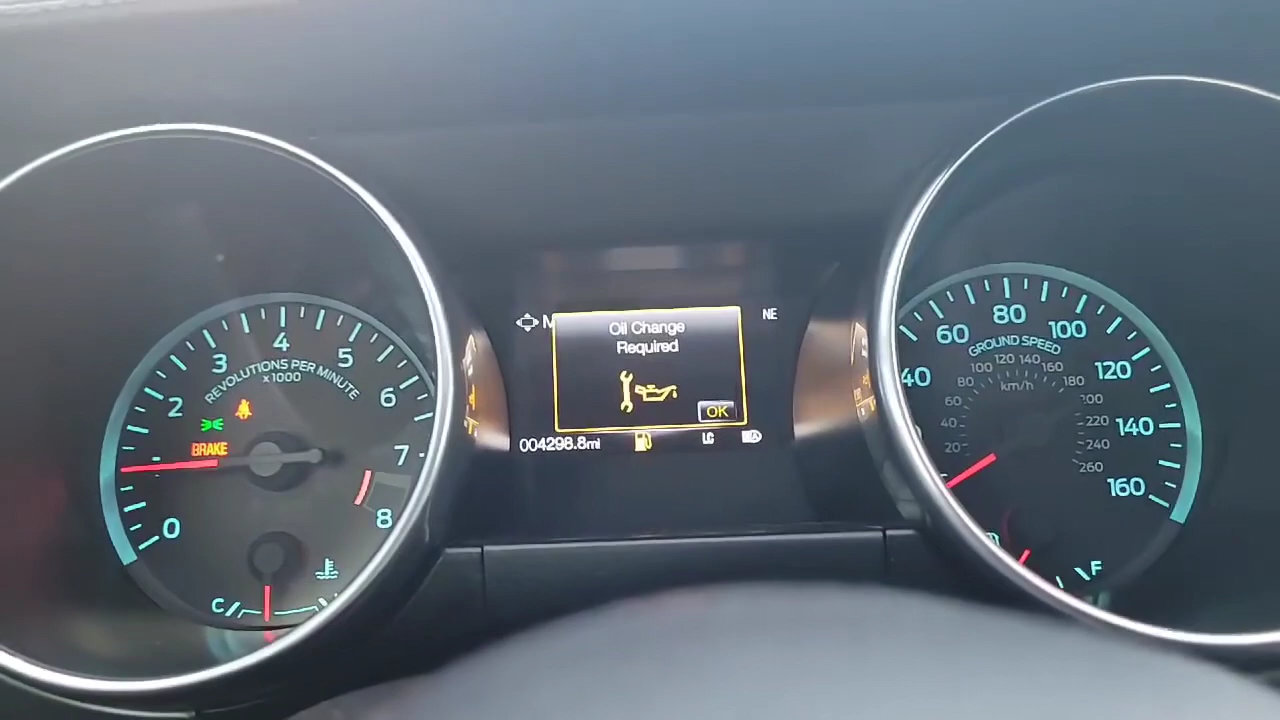 0
2
3
4
5
6
7
8
REVOLUTIONS PER MINUTE
x1000
BRAKE
C
NE
Oil Change
Required
OK
004298.8mi
LC
40
60
80
100
120
140
160
GROUND SPEED
km/h
20
40
60
80
100
120
140
160
180
200
220
240
260
F